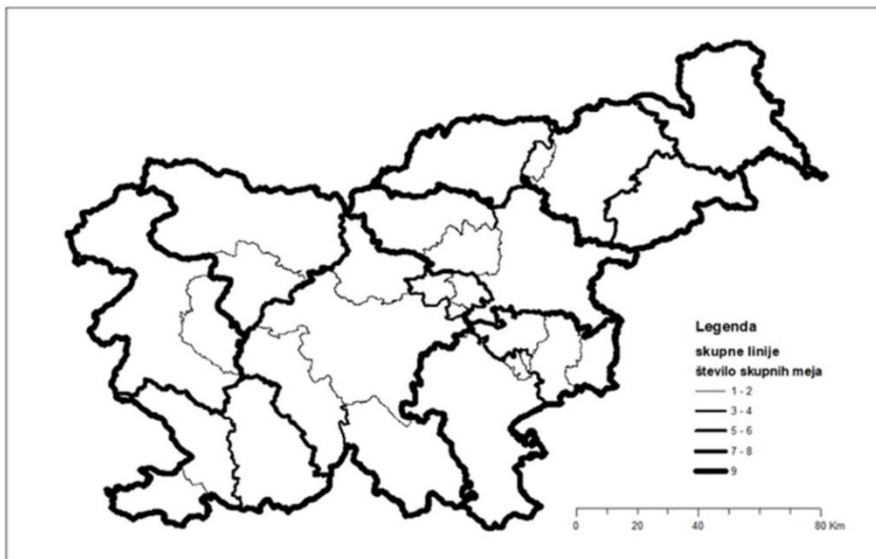 Legenda
skupne linije
število skupnih meja
1 - 2
3 - 4
5 - 6
7 - 8
9
0 20 40 80 Km